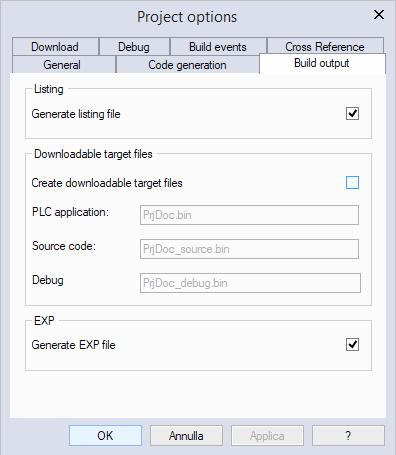 Project options
Download Debug Build events Cross Reference
General Code generation Build output
Listing
Generate listing file
Downloadable target files
Create downloadable target files
PLC application: PrjDoc.bin
Source code: PrjDoc_source.bin
Debug PrjDoc_debug.bin
EXP
Generate EXP file
OK Annulla Applica ?